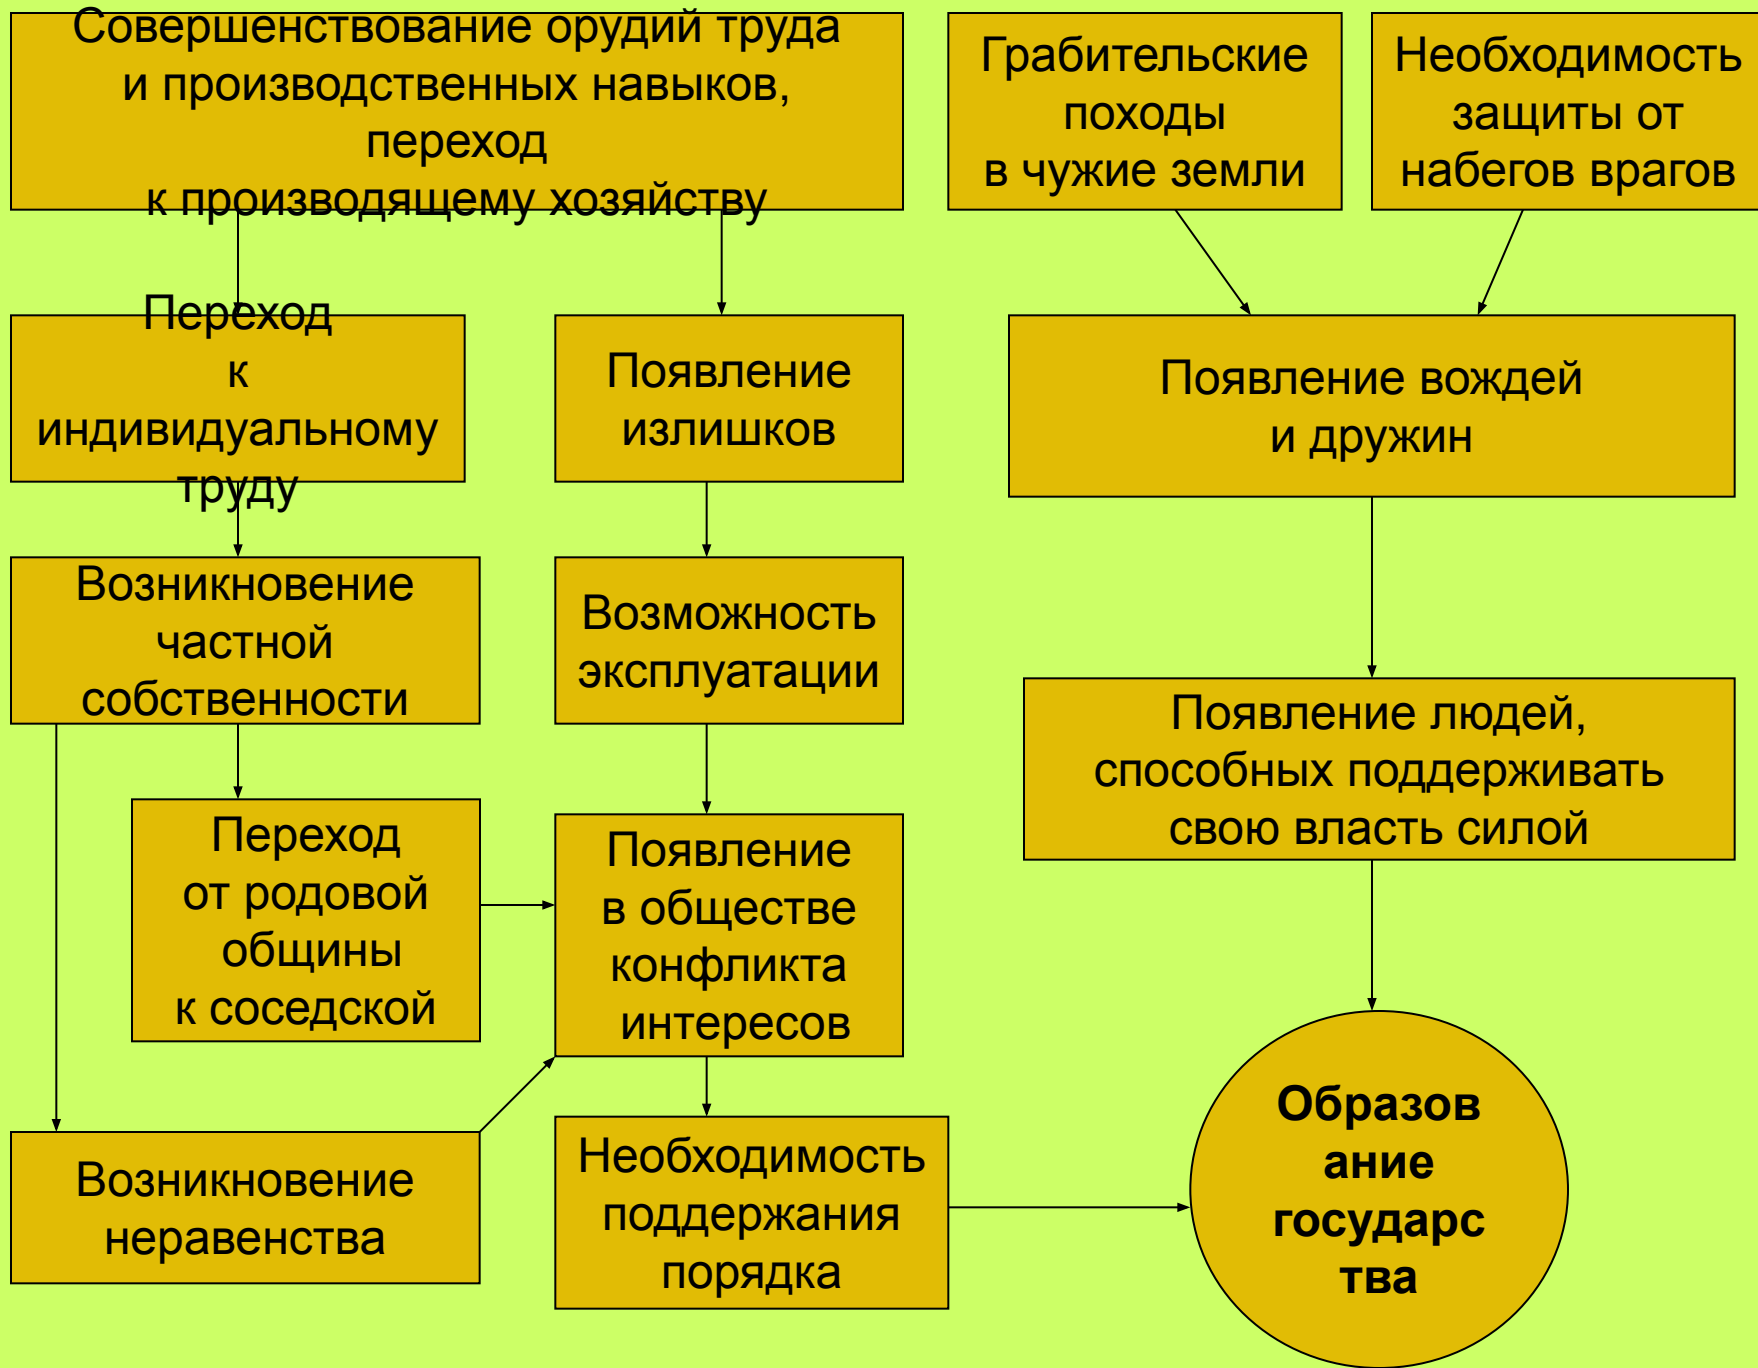 Совершенствование орудий труда
и производственных навыков,
переход
к производящему хозяйству
Грабительские
походы
в чужие земли
Необходимость
защиты от
набегов врагов
Переход
к
индивидуальному
труду
Появление
излишков
Появление вождей
и дружин
Возникновение
частной
собственности
Возможность
эксплуатации
Появление людей,
способных поддерживать
свою власть силой
Переход
от родовой
общины
к соседской
Появление
в обществе
конфликта
интересов
Возникновение
неравенства
Необходимость
поддержания
порядка
Образов
ание
государс
тва